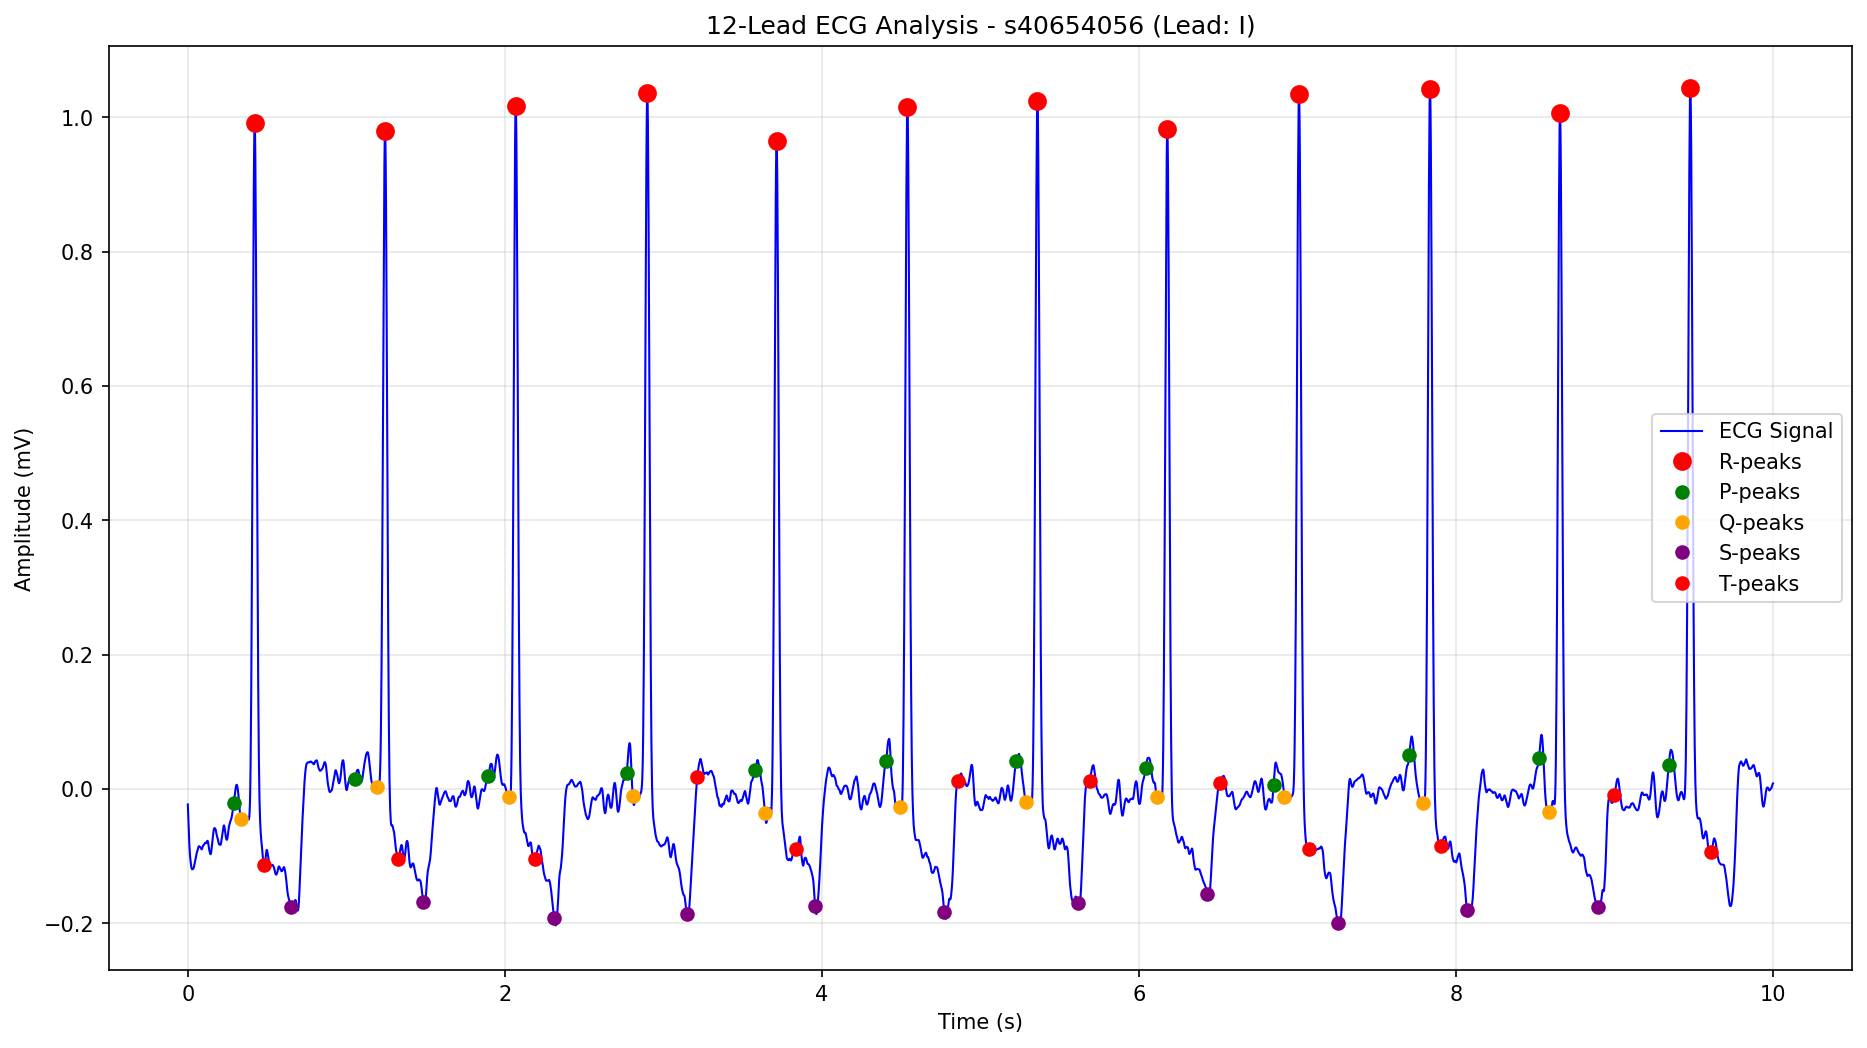 12-Lead ECG Analysis - s40654056 (Lead: I)
Amplitude (mV)
1.0
0.8
0.6
0.4
0.2
0.0
−0.2
ECG Signal
R-peaks
P-peaks
Q-peaks
S-peaks
T-peaks
0 2 4 6 8 10
Time (s)